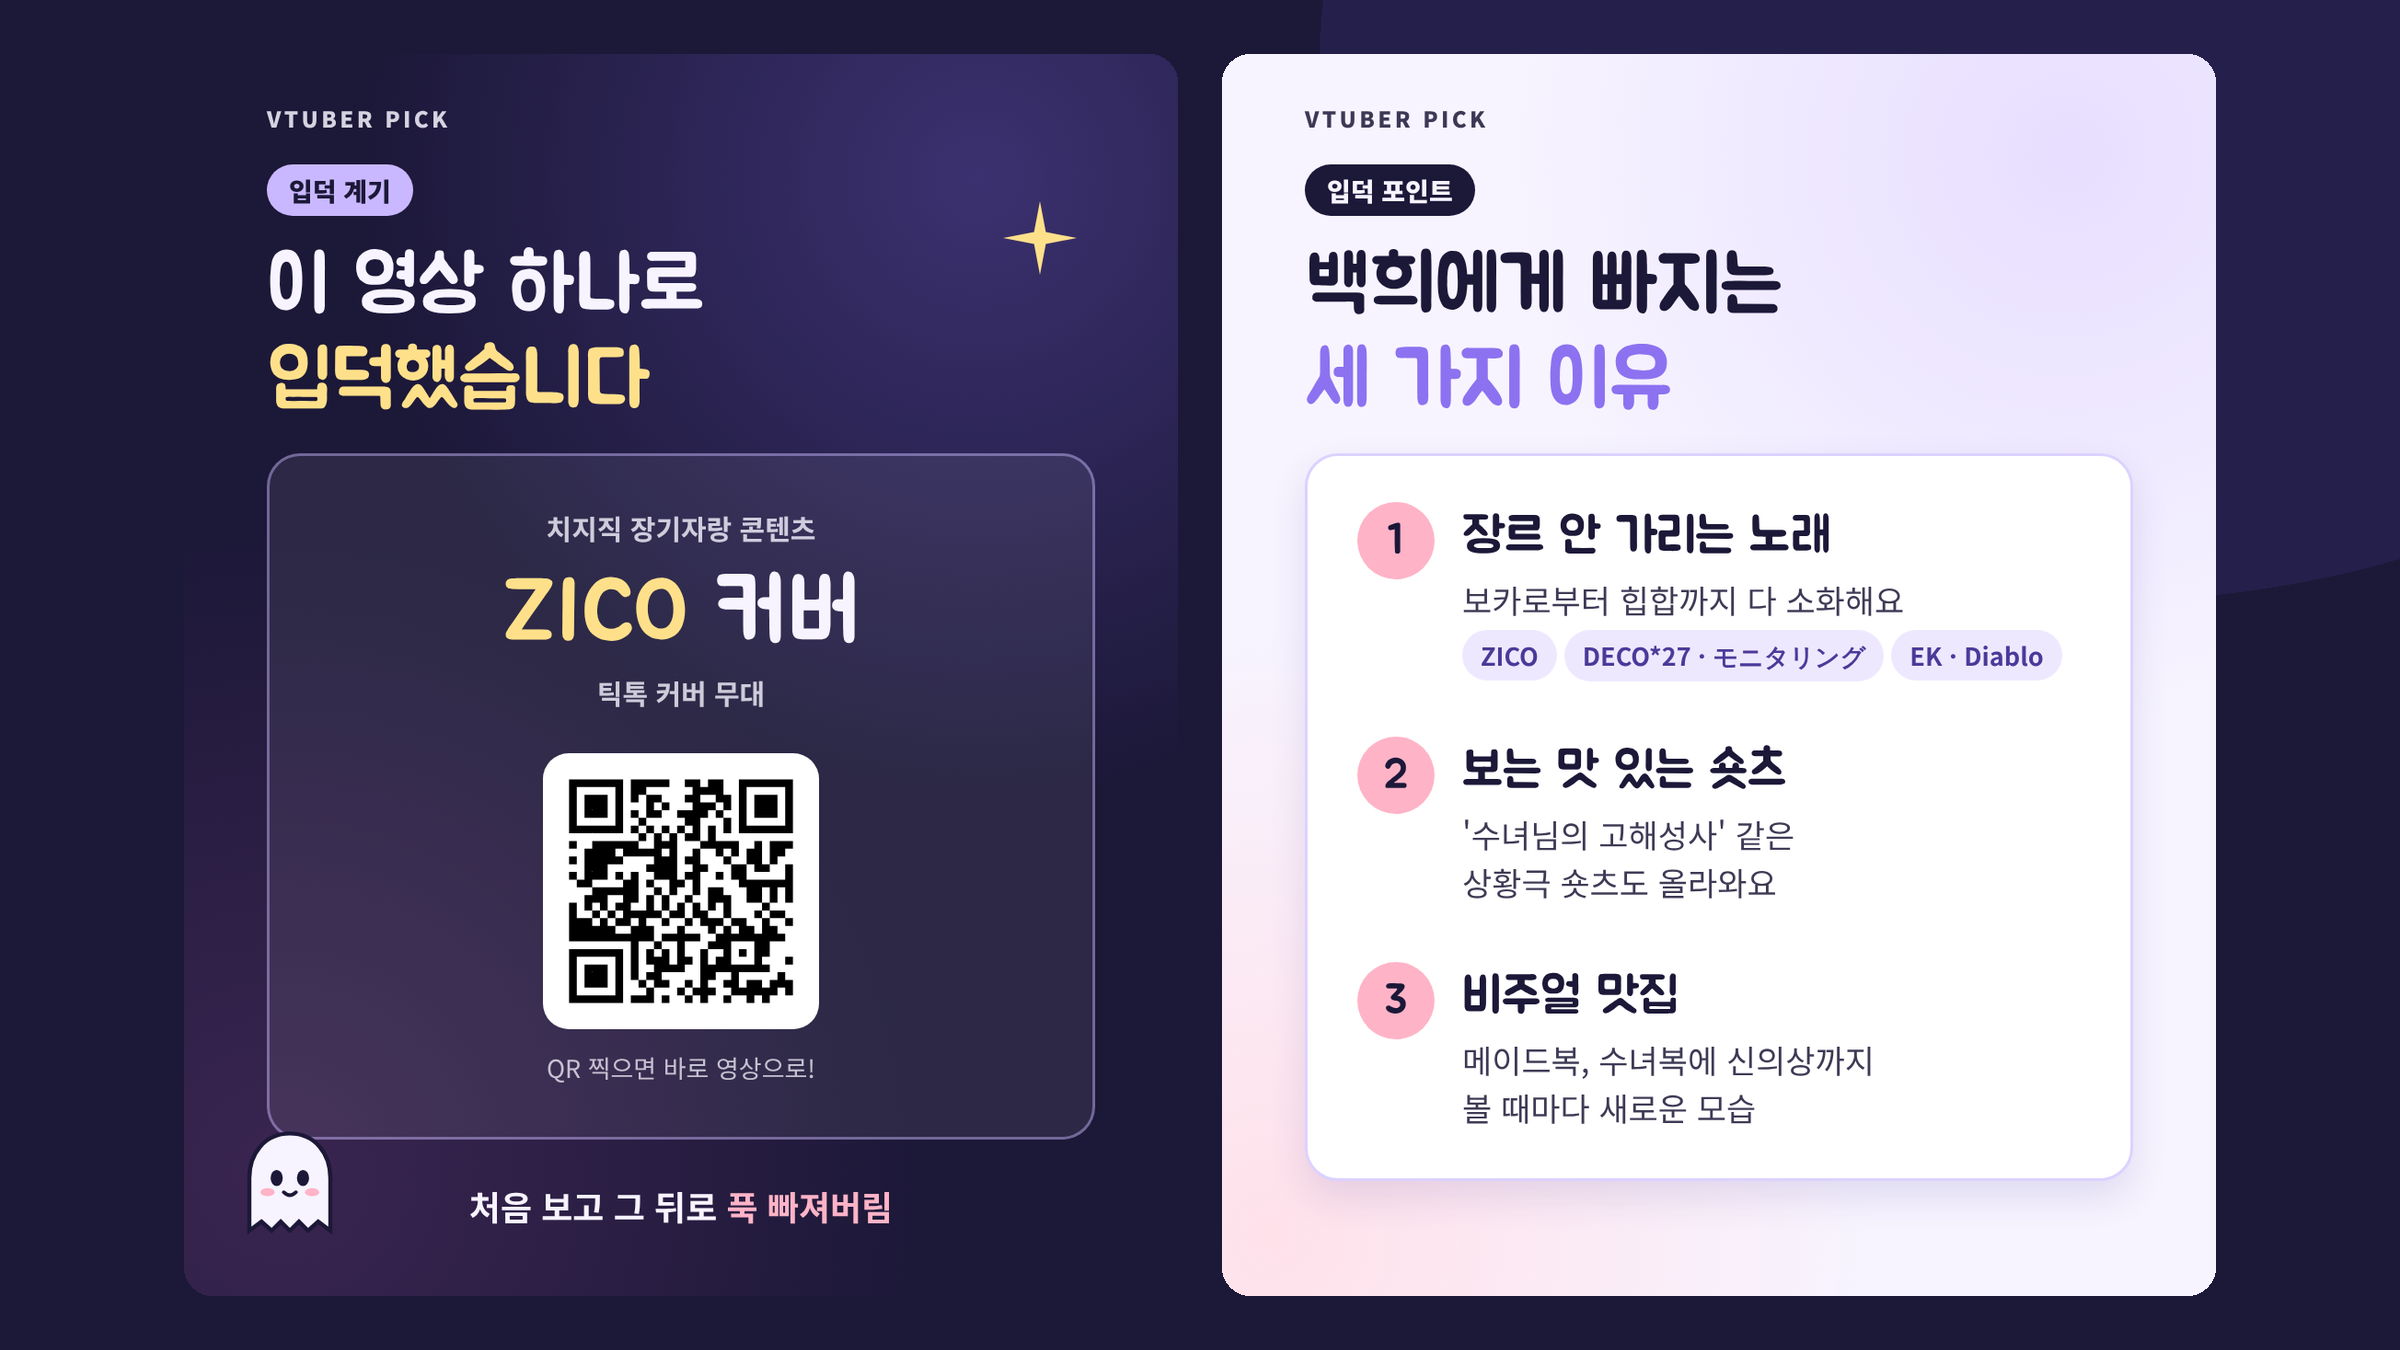 VTUBER PICK
입덕 계기
이 영상 하나로
입덕했습니다
치지직 장기자랑 콘텐츠
ZICO 커버
틱톡 커버 무대
QR 찍으면 바로 영상으로!
처음 보고 그 뒤로 푹 빠져버림
VTUBER PICK
입덕 포인트
백희에게 빠지는
세 가지 이유
1
장르 안 가리는 노래
보카로부터 힙합까지 다 소화해요
ZICO
DECO*27 · モニタリング
EK · Diablo
2
보는 맛 있는 숏츠
'수녀님의 고해성사' 같은
상황극 숏츠도 올라와요
3
비주얼 맛집
메이드복, 수녀복에 신의상까지
볼 때마다 새로운 모습